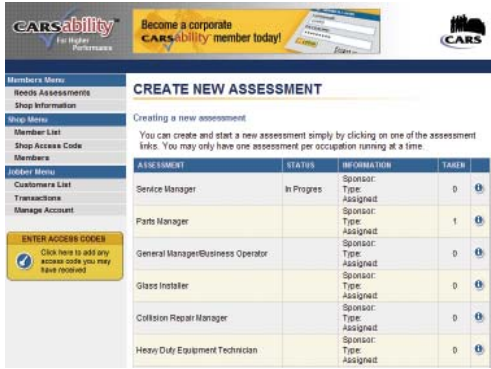 CARSability™
For Higher
Performance
Become a corporate
CARSability™ member today!
CARS
Members Menu
Needs Assessments
Shop Information
Shop Menu
Member List
Shop Access Code
Members
Jobber Menu
Customers List
Transactions
Manage Account
ENTER ACCESS CODES
Click here to add any
access code you may
have received
CREATE NEW ASSESSMENT
Creating a new assessment
You can create and start a new assessment simply by clicking on one of the assessment
links. You may only have one assessment per occupation running at a time.
ASSESSMENT STATUS INFORMATION TAKEN
Service Manager In Progres Sponsor: 0
Type:
Assigned:
Parts Manager Sponsor: 1
Type:
Assigned:
General Manager/Business Operator Sponsor: 0
Type:
Assigned:
Glass Installer Sponsor: 0
Type:
Assigned:
Collision Repair Manager Sponsor: 0
Type:
Assigned:
Heavy Duty Equipment Technician Sponsor: 0
Type:
Assigned: